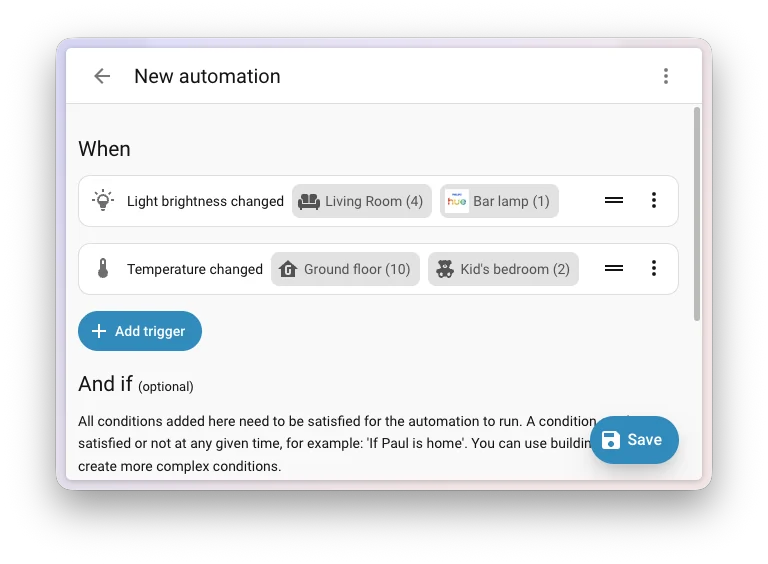 New automation
When
Light brightness changed Living Room (4) hue Bar lamp (1)
Temperature changed Ground floor (10) Kid's bedroom (2)
Add trigger
And if (optional)
All conditions added here need to be satisfied for the automation to run. A condition
satisfied or not at any given time, for example: 'If Paul is home'. You can use buildin
create more complex conditions.
Save